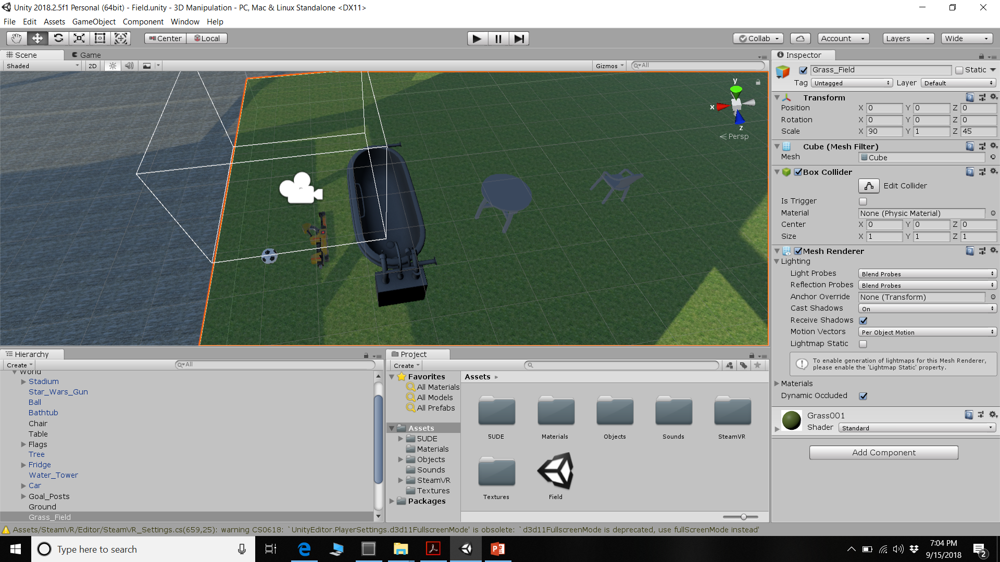 Unity 2018.2.5f1 Personal (64bit) - Field.unity - 3D Manipulation - PC, Mac & Linux Standalone <DX11>
File Edit Assets GameObject Component Window Help
Center Local Collab Account Layers Wide
Scene Game
Shaded 2D Gizmos All
y
x
z
Persp
Inspector
Grass_Field Static
Tag Untagged Layer Default
Transform
Position X 0 Y 0 Z 0
Rotation X 0 Y 0 Z 0
Scale X 90 Y 1 Z 45
Cube (Mesh Filter)
Mesh Cube
Box Collider
Edit Collider
Is Trigger
Material None (Physic Material)
Center X 0 Y 0 Z 0
Size X 1 Y 1 Z 1
Mesh Renderer
Lighting
Light Probes Blend Probes
Reflection Probes Blend Probes
Anchor Override None (Transform)
Cast Shadows On
Receive Shadows
Motion Vectors Per Object Motion
Lightmap Static
To enable generation of lightmaps for this Mesh Renderer,
please enable the 'Lightmap Static' property.
Materials
Dynamic Occluded
Grass001
Shader Standard
Add Component
Hierarchy
Create All
World
Stadium
Star_Wars_Gun
Ball
Bathtub
Chair
Table
Flags
Tree
Fridge
Water_Tower
Car
Goal_Posts
Ground
Grass_Field
Project
Create
Favorites
All Materials
All Models
All Prefabs
Assets
5UDE
Materials
Objects
Sounds
SteamVR
Textures
Packages
Assets
5UDE Materials Objects Sounds SteamVR
Textures Field
Assets/SteamVR/Editor/SteamVR_Settings.cs(659,25): warning CS0618: `UnityEditor.PlayerSettings.d3d11FullscreenMode' is obsolete: `d3d11FullscreenMode is deprecated, use fullScreenMode instead'
Type here to search
7:04 PM
9/15/2018
2